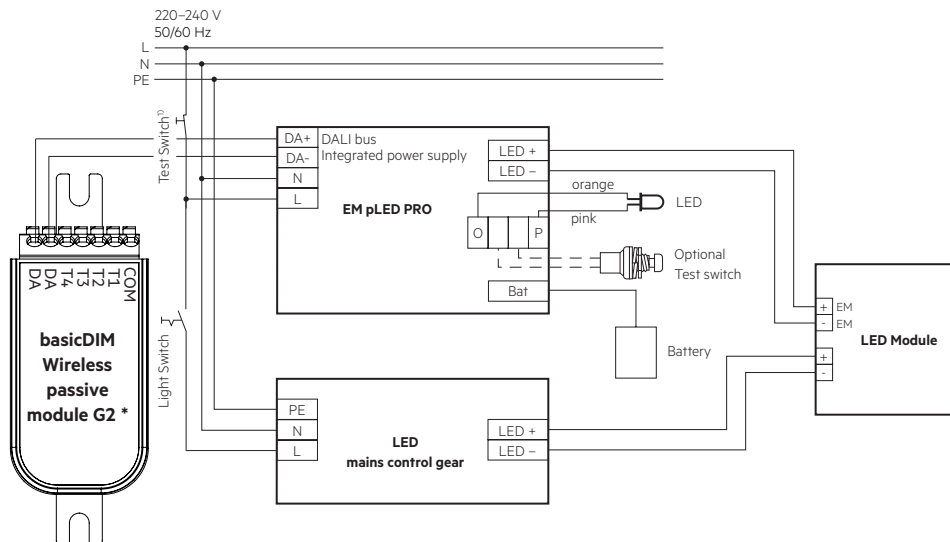 220–240 V
50/60 Hz
L
N
PE
Test Switch¹⁾
DA+
DALI bus
DA-
Integrated power supply
N
L
EM pLED PRO
LED +
LED –
orange
pink
LED
O
P
Optional
Test switch
Bat
Battery
DA
DA
T4
T3
T2
T1
COM
basicDIM
Wireless
passive
module G2 *
Light Switch
+ EM
- EM
+
-
LED Module
PE
N
L
LED
mains control gear
LED +
LED –